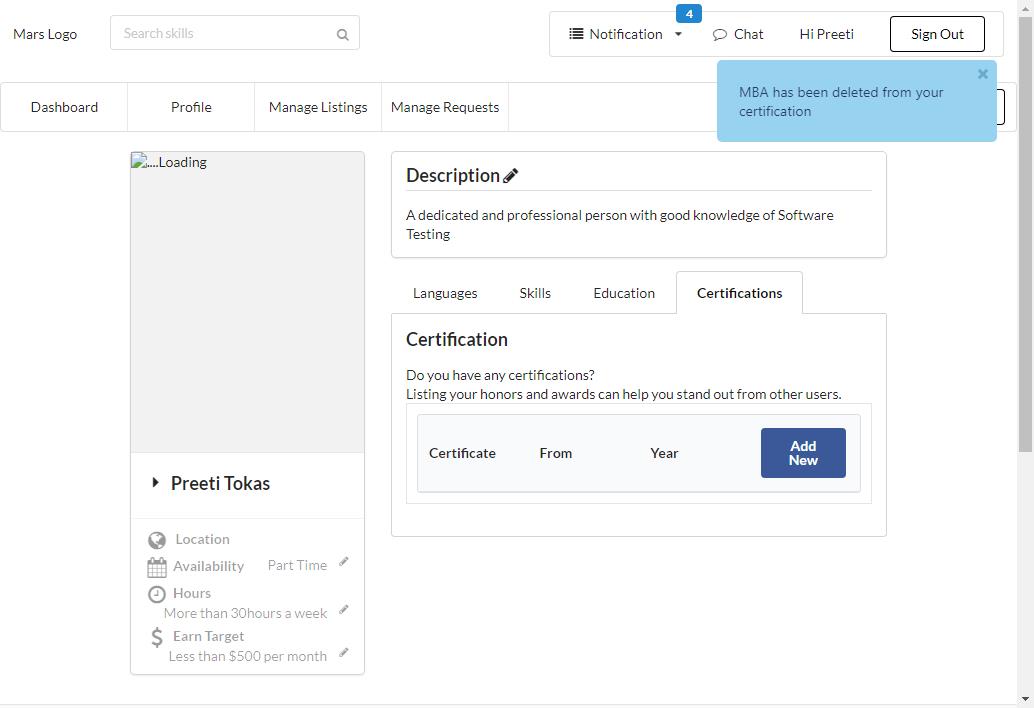 Mars Logo
Search skills
4
Notification
Chat
Hi Preeti
Sign Out
Dashboard
Profile
Manage Listings
Manage Requests
MBA has been deleted from your
certification
....Loading
Preeti Tokas
Location
Availability Part Time
Hours
More than 30hours a week
Earn Target
Less than $500 per month
Description
A dedicated and professional person with good knowledge of Software
Testing
Languages
Skills
Education
Certifications
Certification
Do you have any certifications?
Listing your honors and awards can help you stand out from other users.
Certificate
From
Year
Add
New